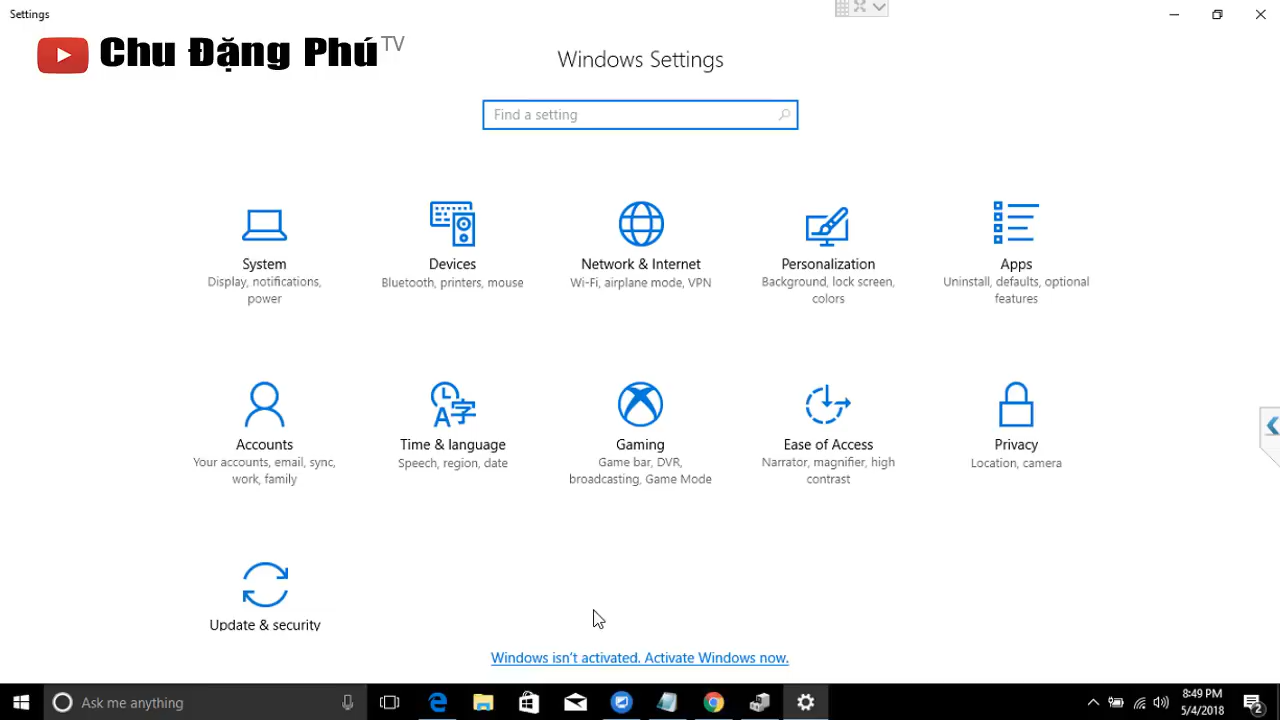 Settings
Chu Đặng Phú TV
Windows Settings
Find a setting
System
Display, notifications,
power
Devices
Bluetooth, printers, mouse
Network & Internet
Wi-Fi, airplane mode, VPN
Personalization
Background, lock screen,
colors
Apps
Uninstall, defaults, optional
features
Accounts
Your accounts, email, sync,
work, family
Time & language
Speech, region, date
Gaming
Game bar, DVR,
broadcasting, Game Mode
Ease of Access
Narrator, magnifier, high
contrast
Privacy
Location, camera
Update & security
Windows isn't activated. Activate Windows now.
Ask me anything
8:49 PM
5/4/2018
2